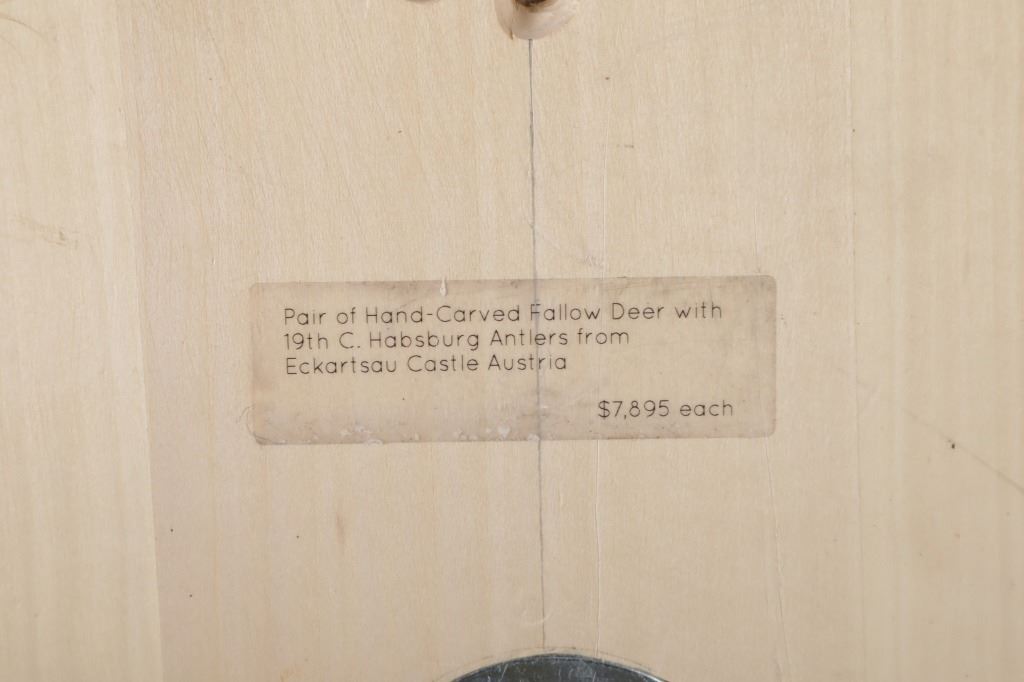 Pair of Hand-Carved Fallow Deer with
19th C. Habsburg Antlers from
Eckartsau Castle Austria
$7,895 each